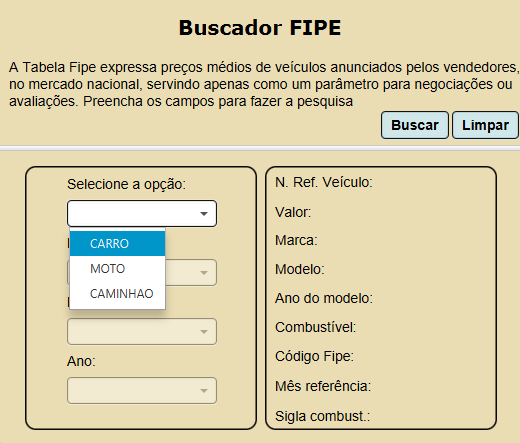 Buscador FIPE
A Tabela Fipe expressa preços médios de veículos anunciados pelos vendedores,
no mercado nacional, servindo apenas como um parâmetro para negociações ou
avaliações. Preencha os campos para fazer a pesquisa
Buscar Limpar
Selecione a opção:
CARRO
MOTO
CAMINHAO
Ano:
N. Ref. Veículo:
Valor:
Marca:
Modelo:
Ano do modelo:
Combustível:
Código Fipe:
Mês referência:
Sigla combust.: